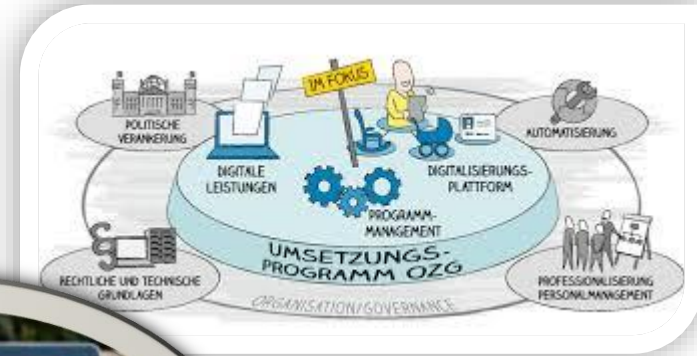 IM FOKUS
POLITISCHE
VERANKERUNG
AUTOMATISIERUNG
DIGITALE
LEISTUNGEN
DIGITALISIERUNGS-
PLATTFORM
PROGRAMM-
MANAGEMENT
UMSETZUNGS-
PROGRAMM OZG
RECHTLICHE UND TECHNISCHE
GRUNDLAGEN
PROFESSIONALISIERUNG
PERSONALMANAGEMENT
ORGANISATION/GOVERNANCE